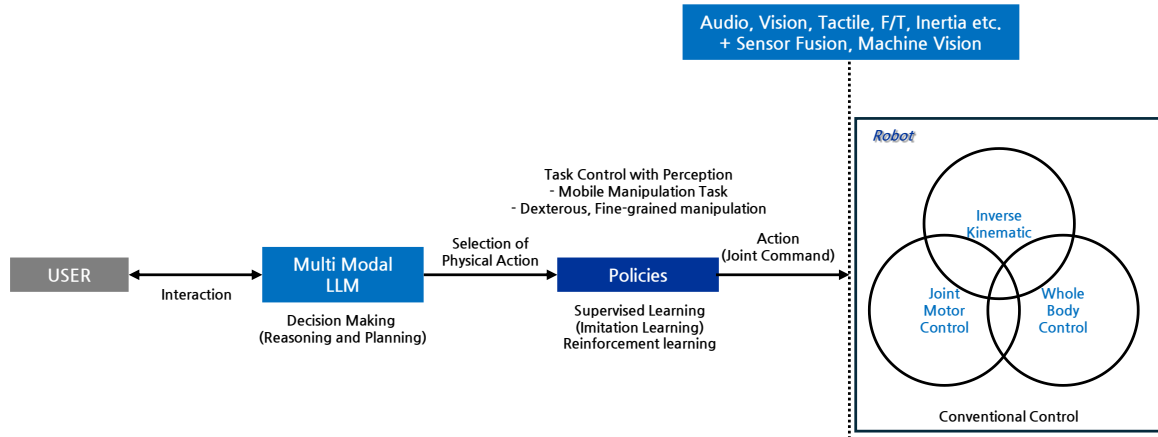 Audio, Vision, Tactile, F/T, Inertia etc.
+ Sensor Fusion, Machine Vision
Robot
Task Control with Perception
- Mobile Manipulation Task
- Dexterous, Fine-grained manipulation
USER
Interaction
Multi Modal
LLM
Decision Making
(Reasoning and Planning)
Selection of
Physical Action
Policies
Supervised Learning
(Imitation Learning)
Reinforcement learning
Action
(Joint Command)
Inverse
Kinematic
Joint
Motor
Control
Whole
Body
Control
Conventional Control